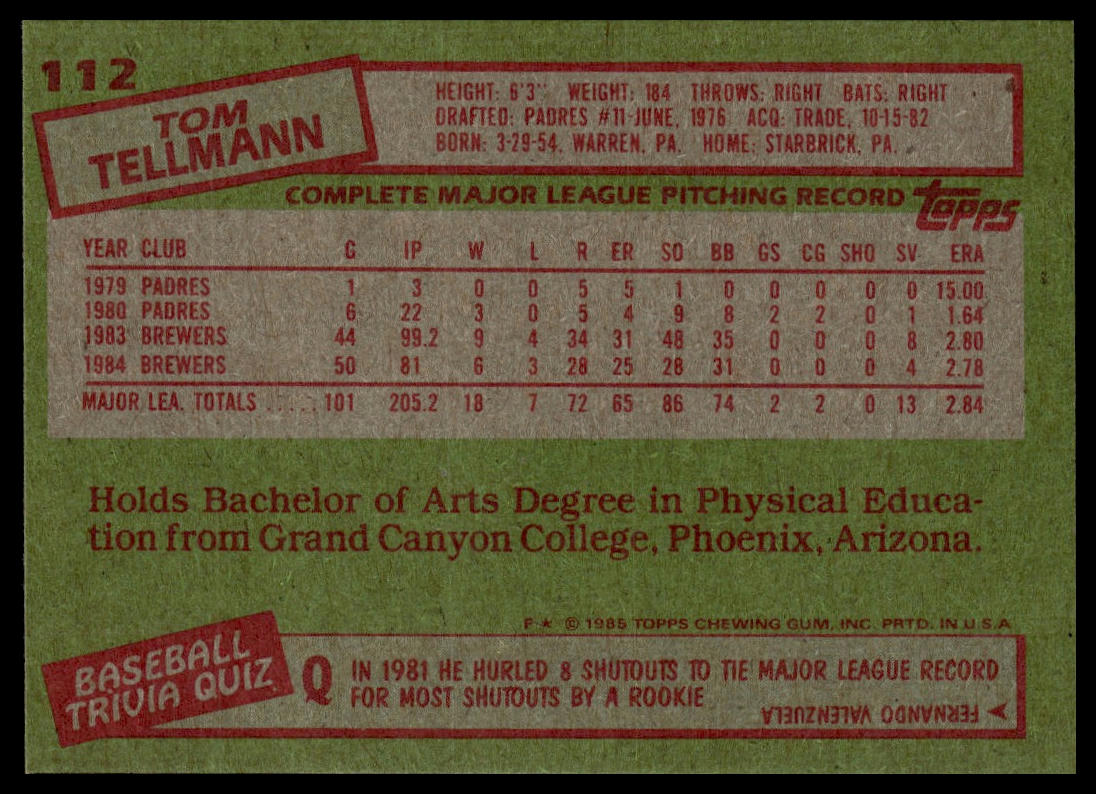 112
TOM
TELLMANN
HEIGHT: 6'3" WEIGHT: 184 THROWS: RIGHT BATS: RIGHT
DRAFTED: PADRES #11-JUNE, 1976 ACQ: TRADE, 10-15-82
BORN: 3-29-54, WARREN, PA. HOME: STARBRICK, PA.
COMPLETE MAJOR LEAGUE PITCHING RECORD topps
YEAR CLUB G IP W L R ER SO BB GS CG SHO SV ERA
1979 PADRES 1 3 0 0 5 5 1 0 0 0 0 0 15.00
1980 PADRES 6 22 3 0 5 4 9 8 2 2 0 1 1.64
1983 BREWERS 44 99.2 9 4 34 31 48 35 0 0 0 8 2.80
1984 BREWERS 50 81 6 3 28 25 28 31 0 0 0 4 2.78
MAJOR LEA. TOTALS ..... 101 205.2 18 7 72 65 86 74 2 2 0 13 2.84
Holds Bachelor of Arts Degree in Physical Educa-
tion from Grand Canyon College, Phoenix, Arizona.
F ★ © 1985 TOPPS CHEWING GUM, INC. PRTD. IN U.S.A
BASEBALL
TRIVIA QUIZ
Q IN 1981 HE HURLED 8 SHUTOUTS TO TIE MAJOR LEAGUE RECORD
FOR MOST SHUTOUTS BY A ROOKIE
FERNANDO VALENZUELA